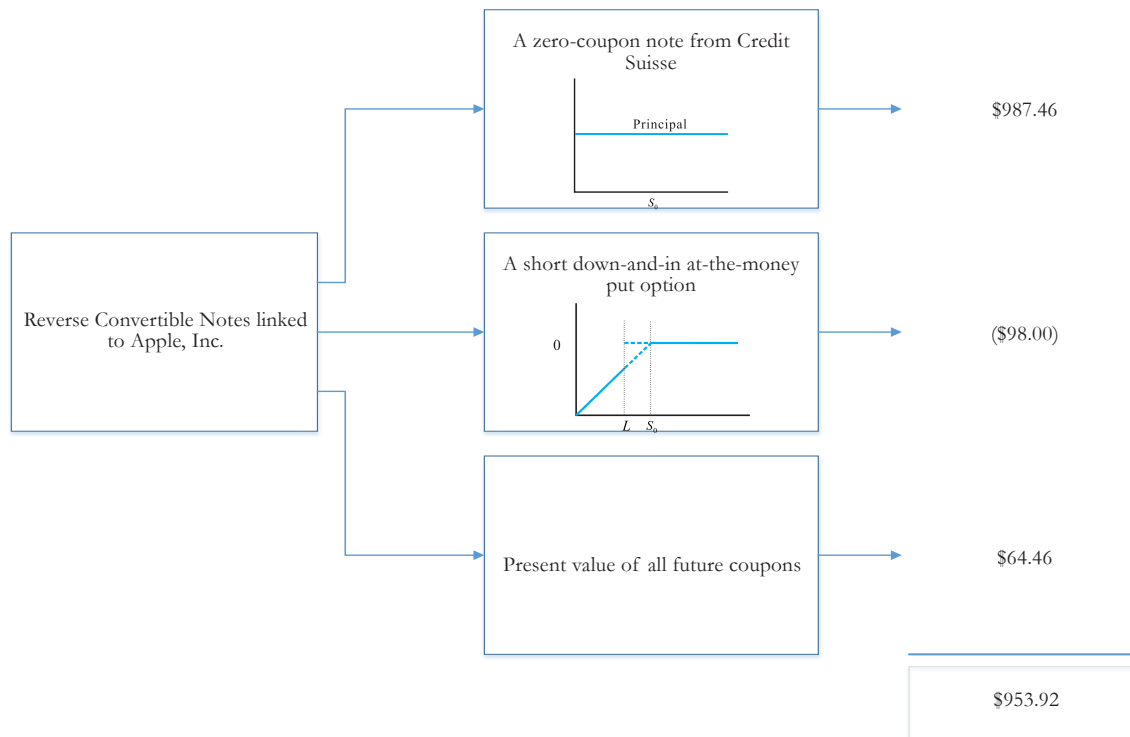 A zero-coupon note from Credit
Suisse
Principal
S₀
$987.46
Reverse Convertible Notes linked
to Apple, Inc.
A short down-and-in at-the-money
put option
0
L S₀
($98.00)
Present value of all future coupons
$64.46
$953.92